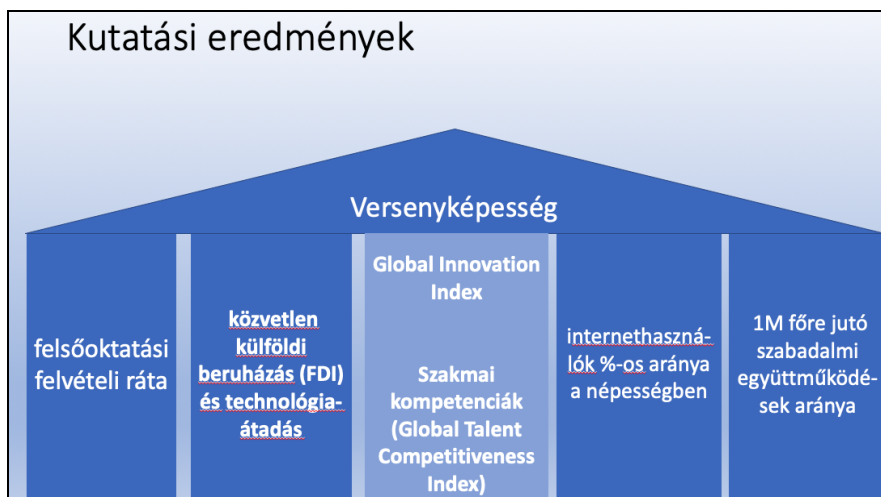 Kutatási eredmények
Versenyképesség
felsőoktatási
felvételi ráta
közvetlen
külföldi
beruházás (FDI)
és technológia-
átadás
Global Innovation
Index
Szakmai
kompetenciák
(Global Talent
Competitiveness
Index)
internethaszná-
lók %-os aránya
a népességben
1M főre jutó
szabadalmi
együttműködé-
sek aránya